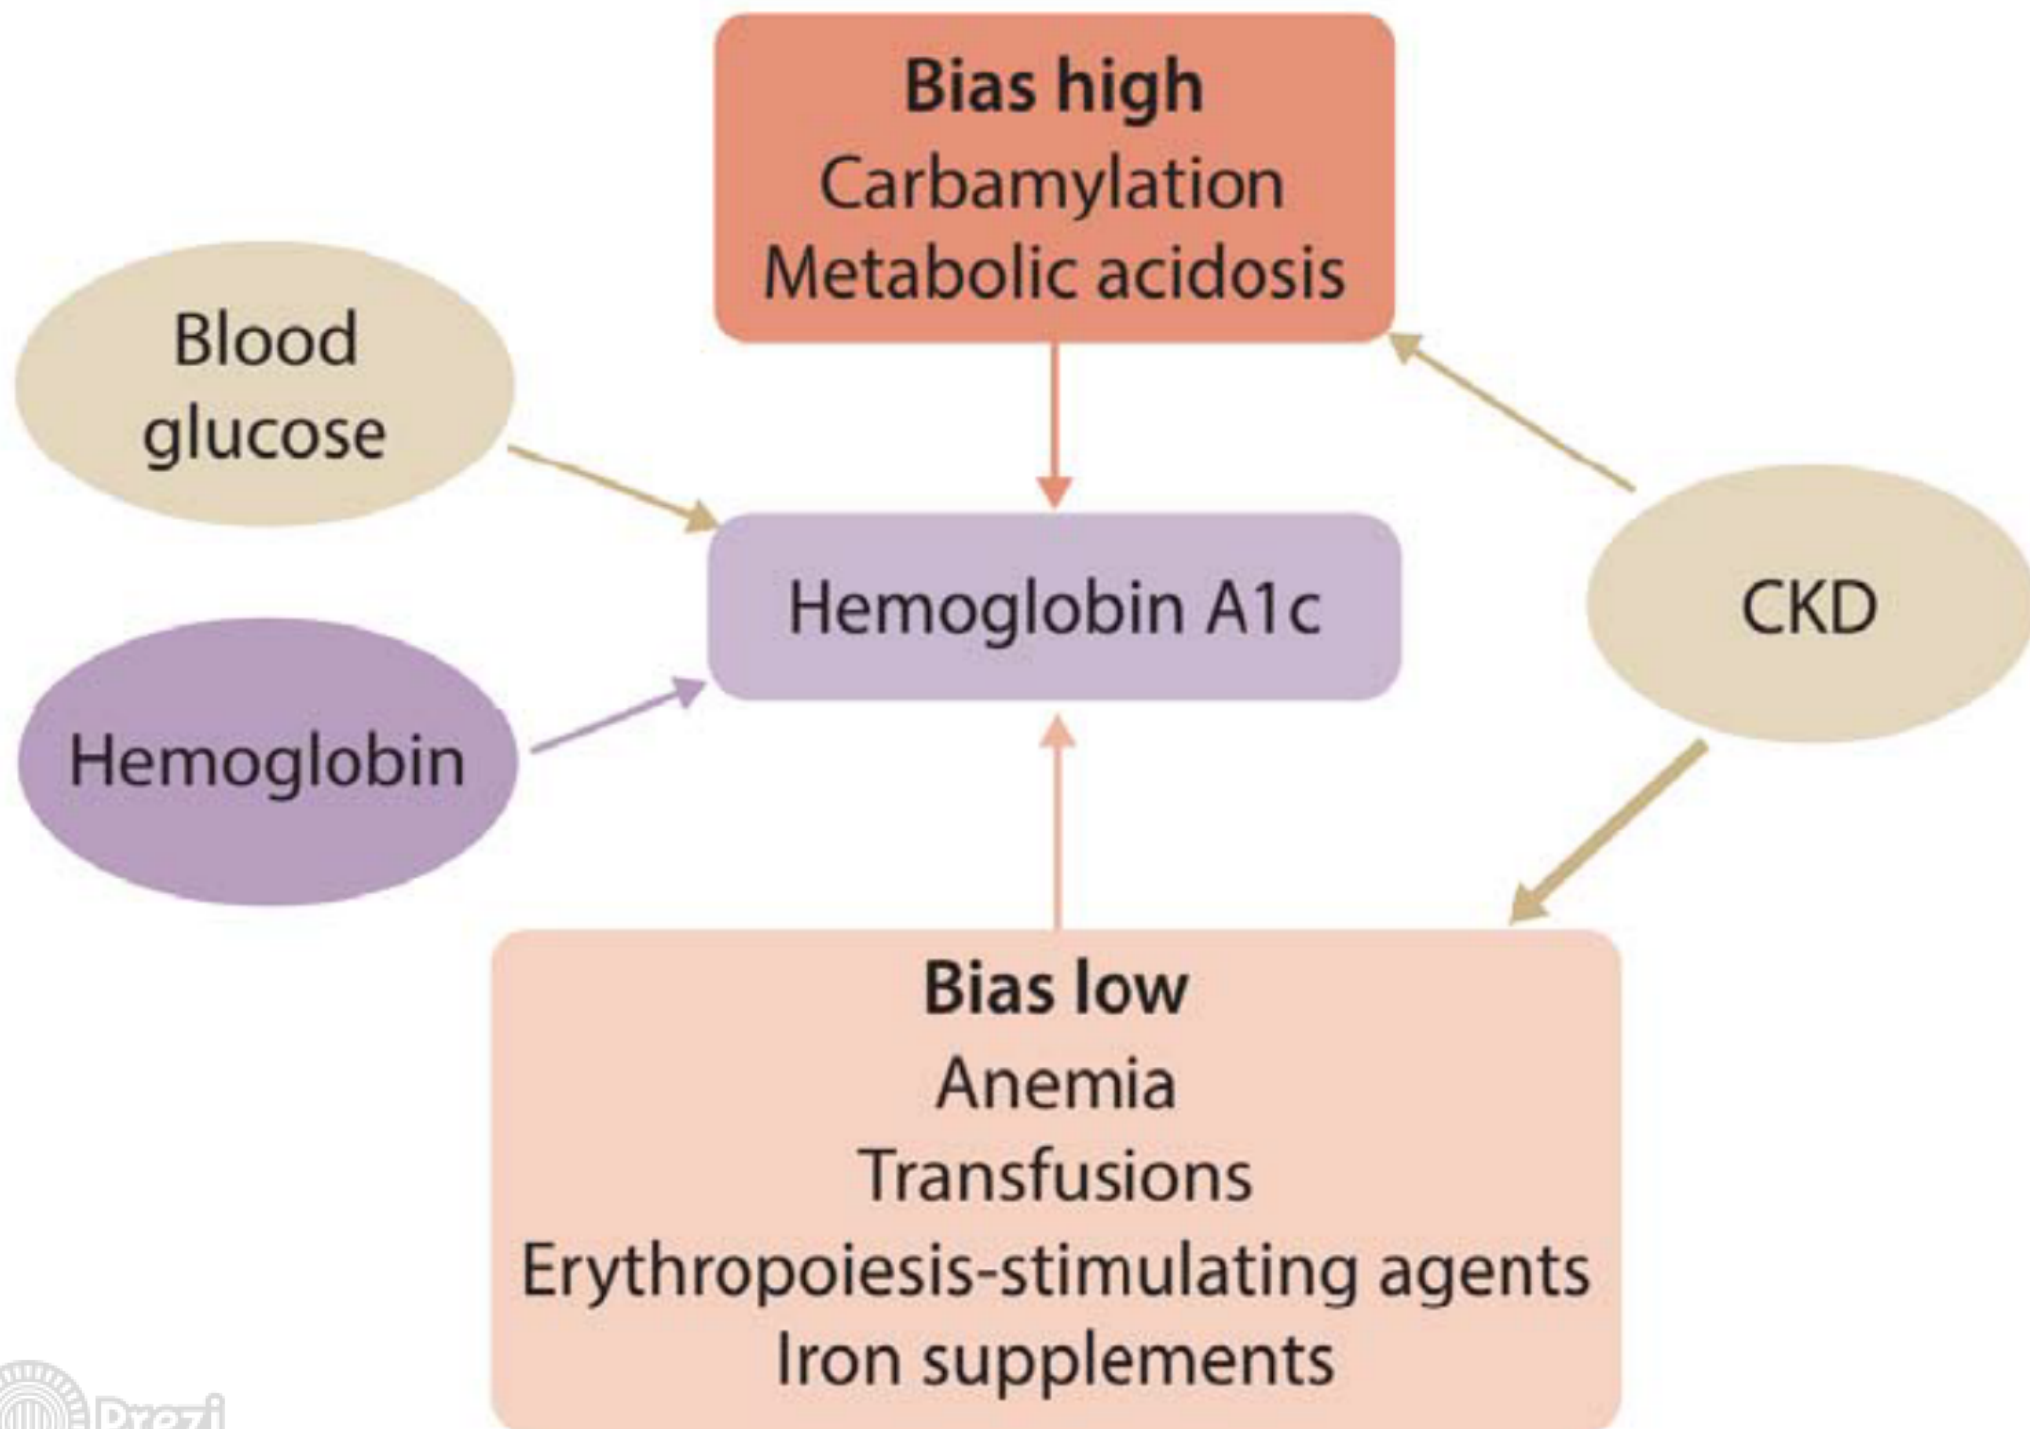 Bias high
Carbamylation
Metabolic acidosis
Blood
glucose
Hemoglobin A1c
CKD
Hemoglobin
Bias low
Anemia
Transfusions
Erythropoiesis-stimulating agents
Iron supplements
Prezi